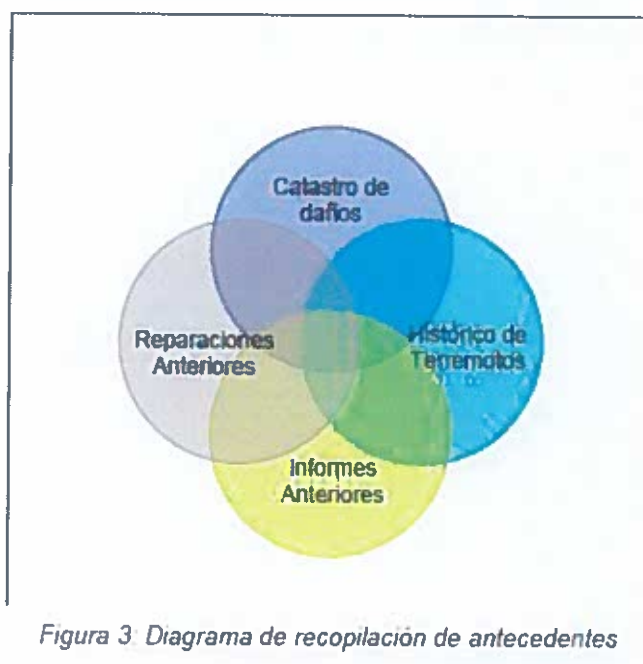 Catastro de
daños
Reparaciones
Anteriores
Histórico de
Terremotos
Informes
Anteriores
Figura 3: Diagrama de recopilación de antecedentes